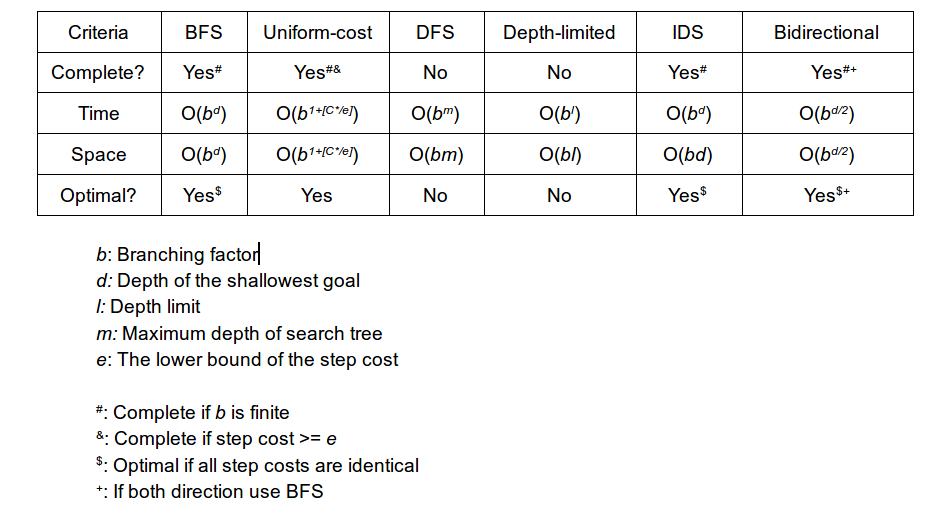 Criteria BFS Uniform-cost DFS Depth-limited IDS Bidirectional
Complete? Yes# Yes#& No No Yes# Yes#+
Time O(b^d) O(b^1+[C*/e]) O(b^m) O(b^l) O(b^d) O(b^d/2)
Space O(b^d) O(b^1+[C*/e]) O(bm) O(bl) O(bd) O(b^d/2)
Optimal? Yes$ Yes No No Yes$ Yes$+
b: Branching factor
d: Depth of the shallowest goal
l: Depth limit
m: Maximum depth of search tree
e: The lower bound of the step cost
#: Complete if b is finite
&: Complete if step cost >= e
$: Optimal if all step costs are identical
+: If both direction use BFS